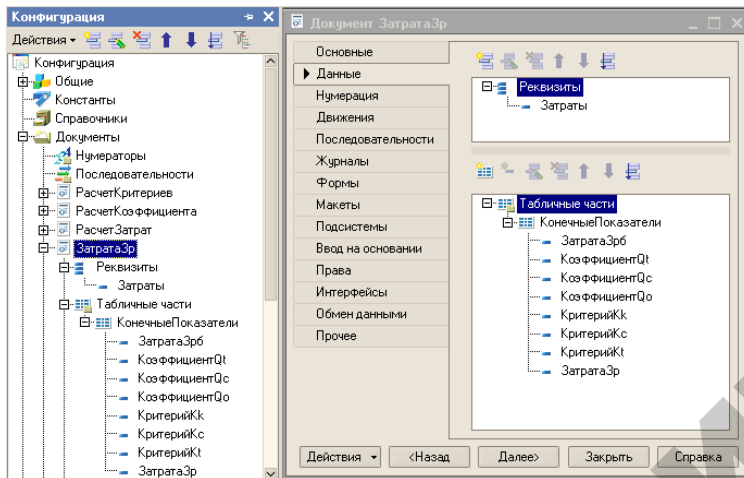 Конфигурация
Действия
Конфигурация
Общие
Константы
Справочники
Документы
Нумераторы
Последовательности
РасчетКритериев
РасчетКоэффициента
РасчетЗатрат
ЗатратаЗр
Реквизиты
Затраты
Табличные части
КонечныеПоказатели
ЗатратаЗрб
КоэффициентQt
КоэффициентQc
КоэффициентQo
КритерийKk
КритерийKc
КритерийKt
ЗатратаЗр
Документ ЗатратаЗр
Основные
Данные
Нумерация
Движения
Последовательности
Журналы
Формы
Макеты
Подсистемы
Ввод на основании
Права
Интерфейсы
Обмен данными
Прочее
Реквизиты
Затраты
Табличные части
КонечныеПоказатели
ЗатратаЗрб
КоэффициентQt
КоэффициентQc
КоэффициентQo
КритерийKk
КритерийKc
КритерийKt
ЗатратаЗр
Действия
<Назад
Далее>
Закрыть
Справка